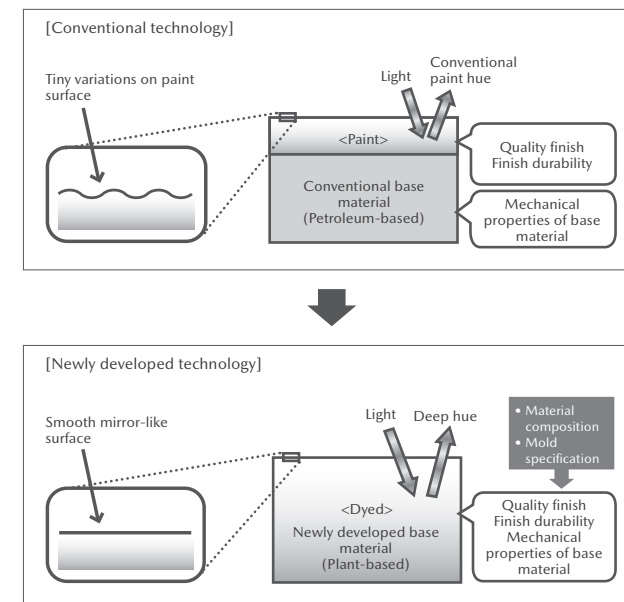 [Conventional technology]
Tiny variations on paint
surface
Light
Conventional
paint hue
<Paint>
Quality finish
Finish durability
Conventional base
material
(Petroleum-based)
Mechanical
properties of base
material
[Newly developed technology]
Smooth mirror-like
surface
Light
Deep hue
• Material
composition
• Mold
specification
<Dyed>
Newly developed base
material
(Plant-based)
Quality finish
Finish durability
Mechanical
properties of base
material